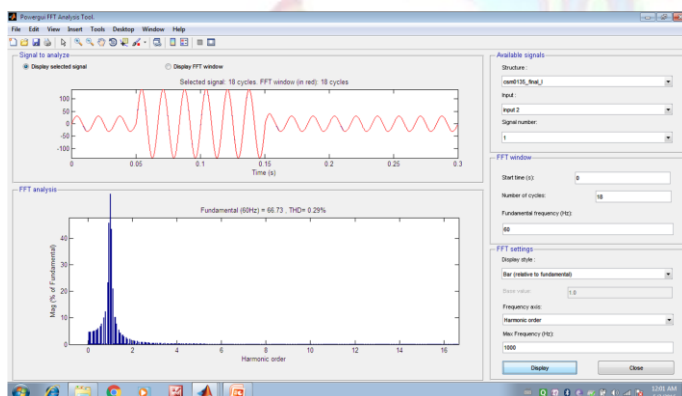 Powergui FFT Analysis Tool.
File Edit View Insert Tools Desktop Window Help
Signal to analyze
Display selected signal
Display FFT window
Selected signal: 18 cycles. FFT window (in red): 18 cycles
100
50
0
-50
-100
0 0.05 0.1 0.15 0.2 0.25 0.3
Time (s)
FFT analysis
Fundamental (60Hz) = 66.73 , THD= 0.29%
Mag (% of Fundamental)
40
30
20
10
0
0 2 4 6 8 10 12 14 16
Harmonic order
Available signals
Structure :
Input :
input 2
Signal number:
1
FFT window
Start time (s): 0
Number of cycles: 18
Fundamental frequency (Hz):
60
FFT settings
Display style :
Bar (relative to fundamental)
Base value: 1.0
Frequency axis:
Harmonic order
Max Frequency (Hz):
1000
Display Close
12:01 AM